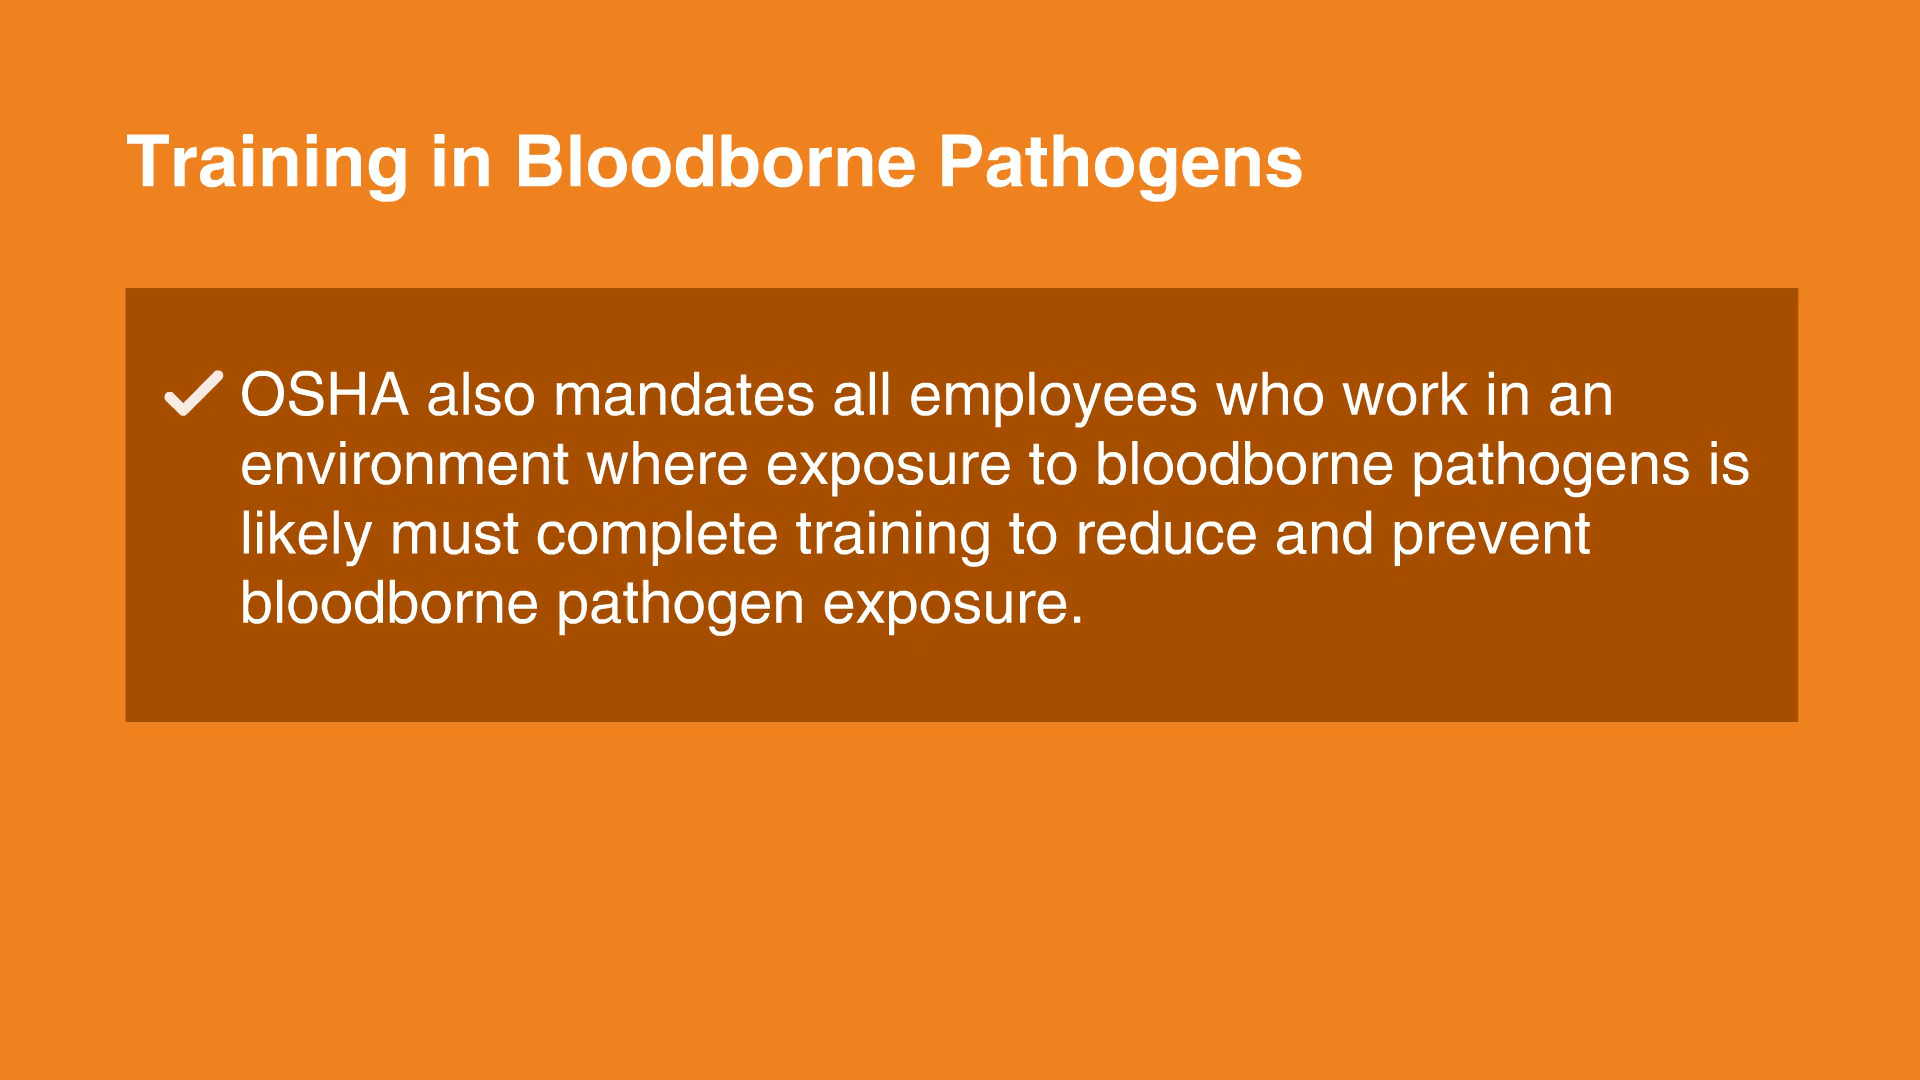 Training in Bloodborne Pathogens
OSHA also mandates all employees who work in an
environment where exposure to bloodborne pathogens is
likely must complete training to reduce and prevent
bloodborne pathogen exposure.